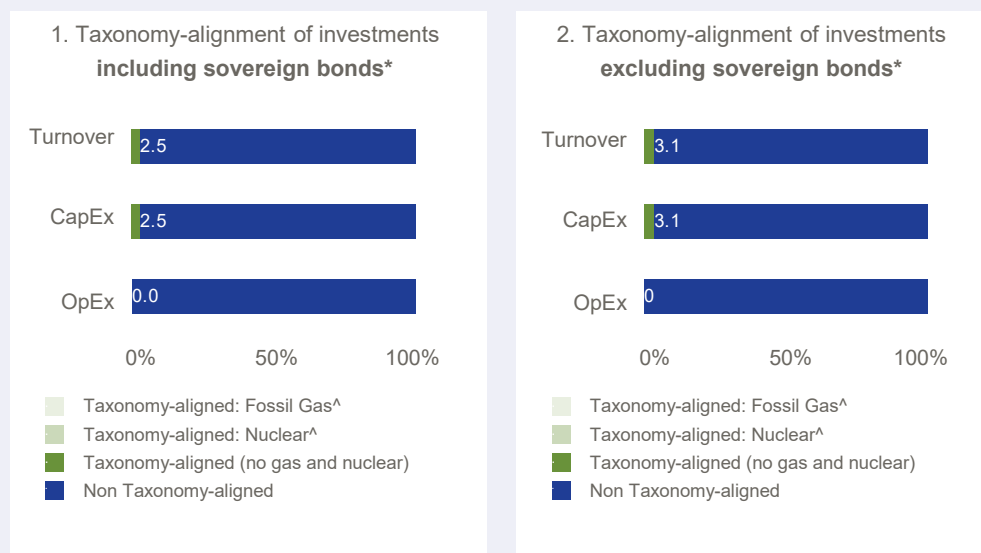 1. Taxonomy-alignment of investments
including sovereign bonds*
Turnover
2.5
CapEx
2.5
OpEx
0.0
0%
50%
100%
Taxonomy-aligned: Fossil Gas^
Taxonomy-aligned: Nuclear^
Taxonomy-aligned (no gas and nuclear)
Non Taxonomy-aligned
2. Taxonomy-alignment of investments
excluding sovereign bonds*
Turnover
3.1
CapEx
3.1
OpEx
0
0%
50%
100%
Taxonomy-aligned: Fossil Gas^
Taxonomy-aligned: Nuclear^
Taxonomy-aligned (no gas and nuclear)
Non Taxonomy-aligned